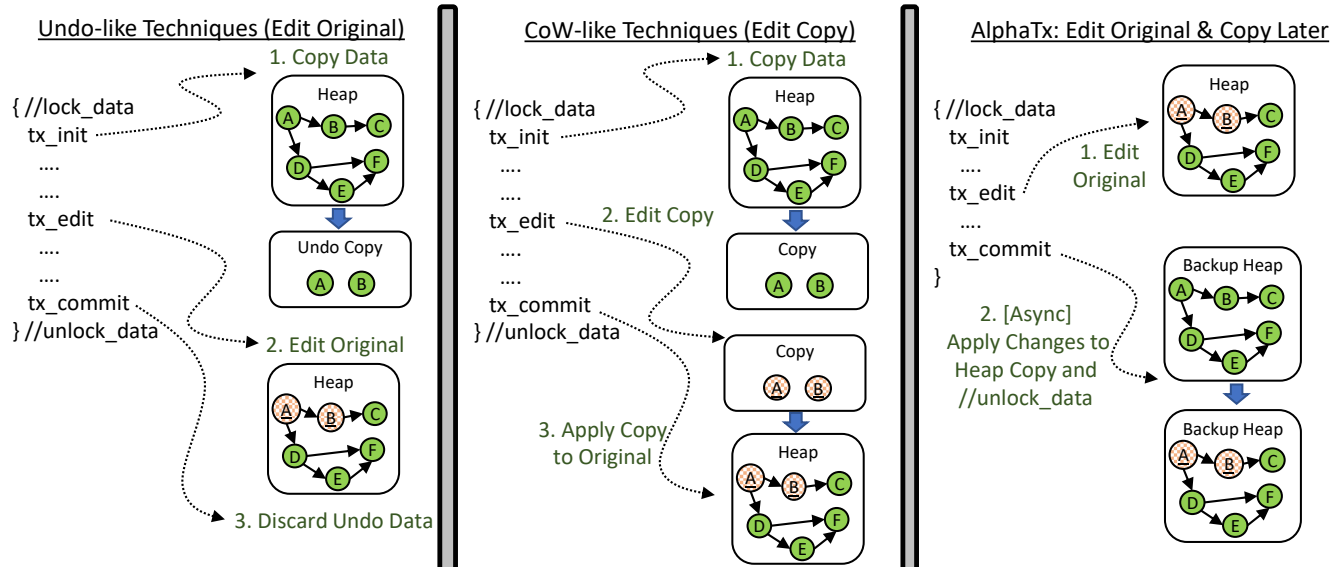 Undo-like Techniques (Edit Original)
1. Copy Data
{ //lock_data
tx_init
....
....
tx_edit
....
....
tx_commit
} //unlock_data
Heap
A
B
C
D
E
F
Undo Copy
A
B
2. Edit Original
Heap
A
B
C
D
E
F
3. Discard Undo Data
CoW-like Techniques (Edit Copy)
1. Copy Data
{ //lock_data
tx_init
....
....
tx_edit
....
....
tx_commit
} //unlock_data
Heap
A
B
C
D
E
F
2. Edit Copy
Copy
A
B
Copy
A
B
3. Apply Copy
to Original
Heap
A
B
C
D
E
F
AlphaTx: Edit Original & Copy Later
{ //lock_data
tx_init
....
tx_edit
....
tx_commit
}
Heap
A
B
C
D
E
F
1. Edit
Original
Backup Heap
A
B
C
D
E
F
2. [Async]
Apply Changes to
Heap Copy and
//unlock_data
Backup Heap
A
B
C
D
E
F